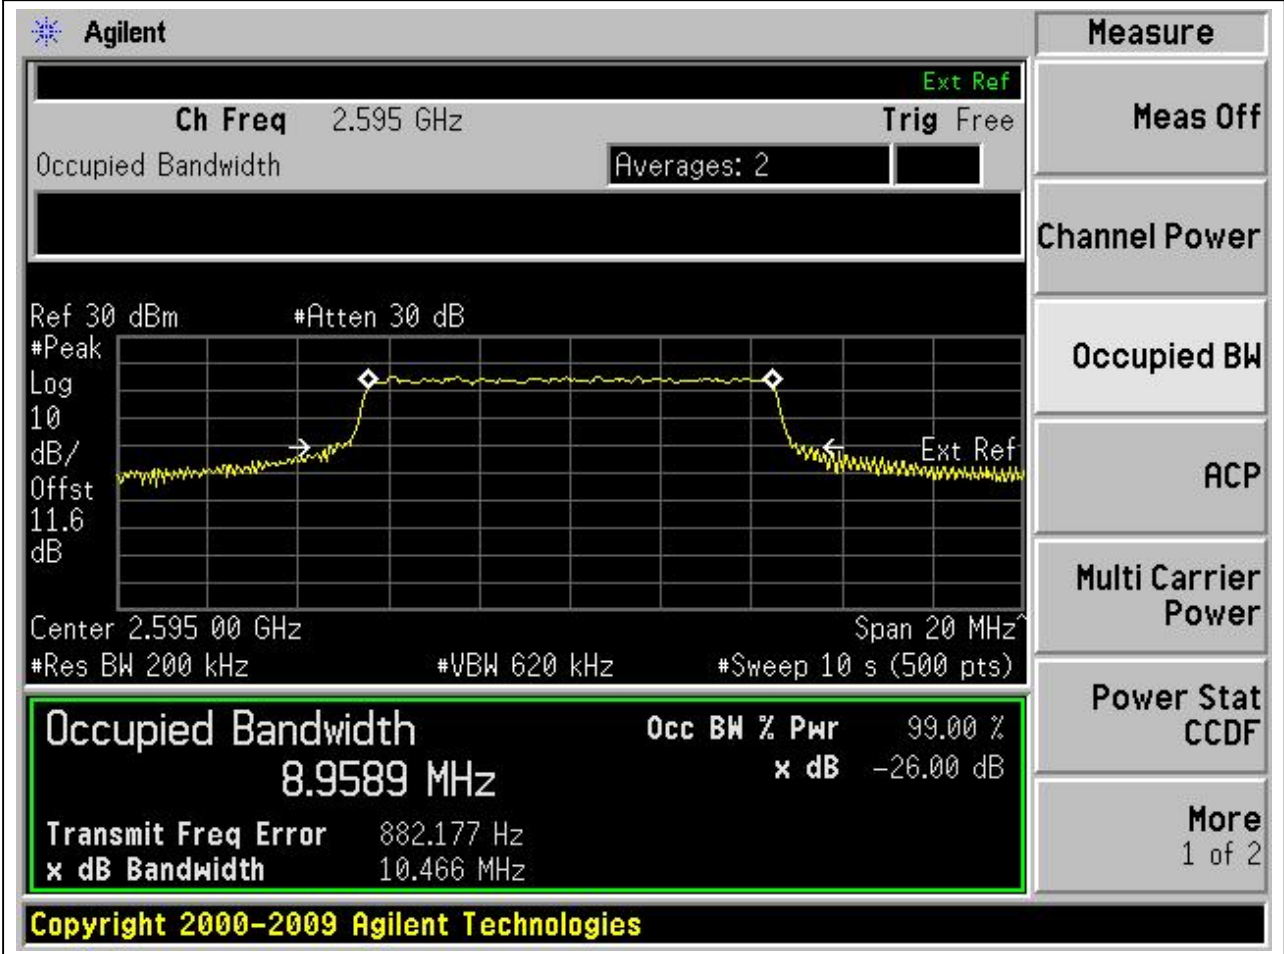 Agilent
Measure
Ext Ref
Ch Freq 2.595 GHz Trig Free
Meas Off
Occupied Bandwidth Averages: 2
Channel Power
Ref 30 dBm #Atten 30 dB
#Peak
Log
10
dB/
Offst
11.6
dB
Ext Ref
Occupied BW
ACP
Center 2.595 00 GHz Span 20 MHz^
#Res BW 200 kHz #VBW 620 kHz #Sweep 10 s (500 pts)
Multi Carrier
Power
Occupied Bandwidth Occ BW % Pwr 99.00 %
8.9589 MHz x dB -26.00 dB
Transmit Freq Error 882.177 Hz
x dB Bandwidth 10.466 MHz
Power Stat
CCDF
More
1 of 2
Copyright 2000-2009 Agilent Technologies